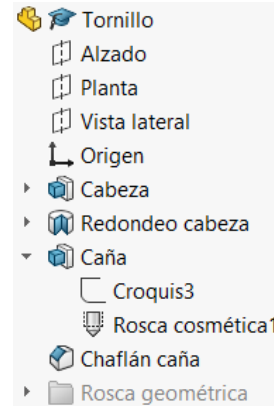 Tornillo
Alzado
Planta
Vista lateral
Origen
Cabeza
Redondeo cabeza
Caña
Croquis3
Rosca cosmética1
Chaflán caña
Rosca geométrica